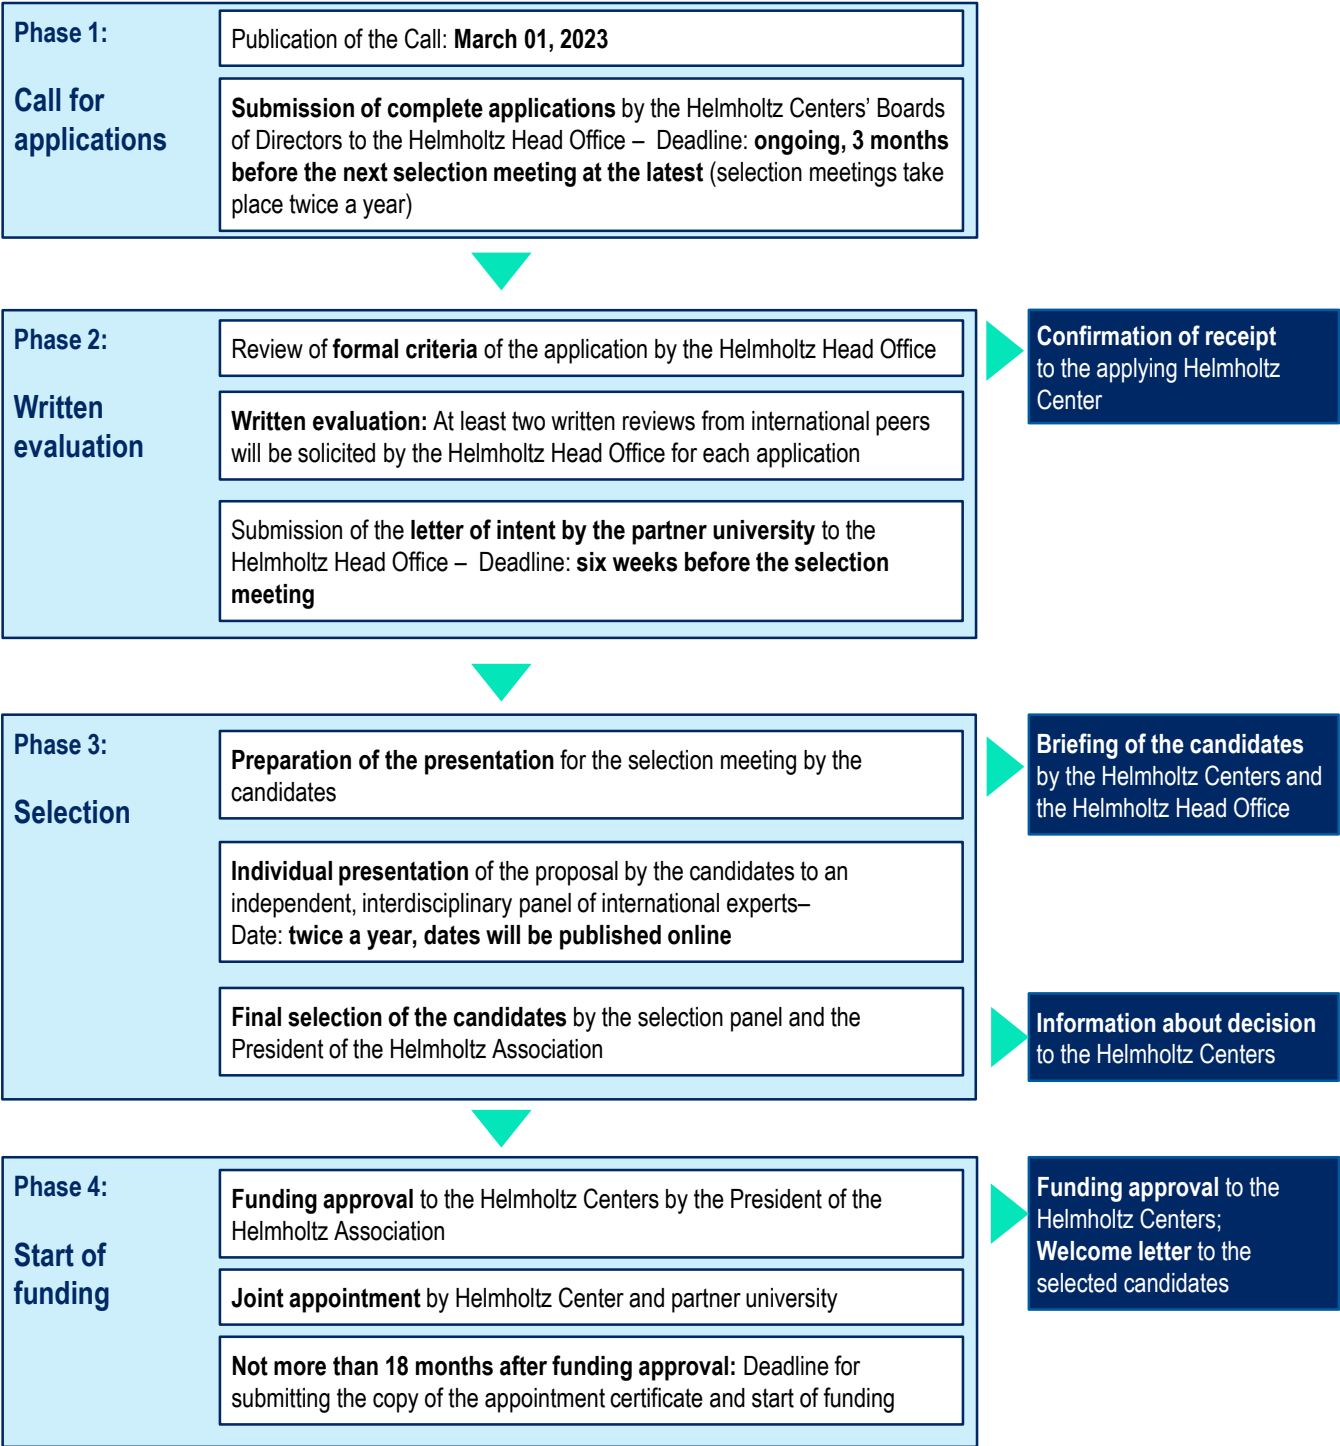 Phase 1:
Call for
applications
Publication of the Call: March 01, 2023
Submission of complete applications by the Helmholtz Centers’ Boards
of Directors to the Helmholtz Head Office – Deadline: ongoing, 3 months
before the next selection meeting at the latest (selection meetings take
place twice a year)
Phase 2:
Written
evaluation
Review of formal criteria of the application by the Helmholtz Head Office
Confirmation of receipt
to the applying Helmholtz
Center
Written evaluation: At least two written reviews from international peers
will be solicited by the Helmholtz Head Office for each application
Submission of the letter of intent by the partner university to the
Helmholtz Head Office – Deadline: six weeks before the selection
meeting
Phase 3:
Selection
Preparation of the presentation for the selection meeting by the
candidates
Briefing of the candidates
by the Helmholtz Centers and
the Helmholtz Head Office
Individual presentation of the proposal by the candidates to an
independent, interdisciplinary panel of international experts–
Date: twice a year, dates will be published online
Final selection of the candidates by the selection panel and the
President of the Helmholtz Association
Information about decision
to the Helmholtz Centers
Phase 4:
Start of
funding
Funding approval to the Helmholtz Centers by the President of the
Helmholtz Association
Funding approval to the
Helmholtz Centers;
Welcome letter to the
selected candidates
Joint appointment by Helmholtz Center and partner university
Not more than 18 months after funding approval: Deadline for
submitting the copy of the appointment certificate and start of funding